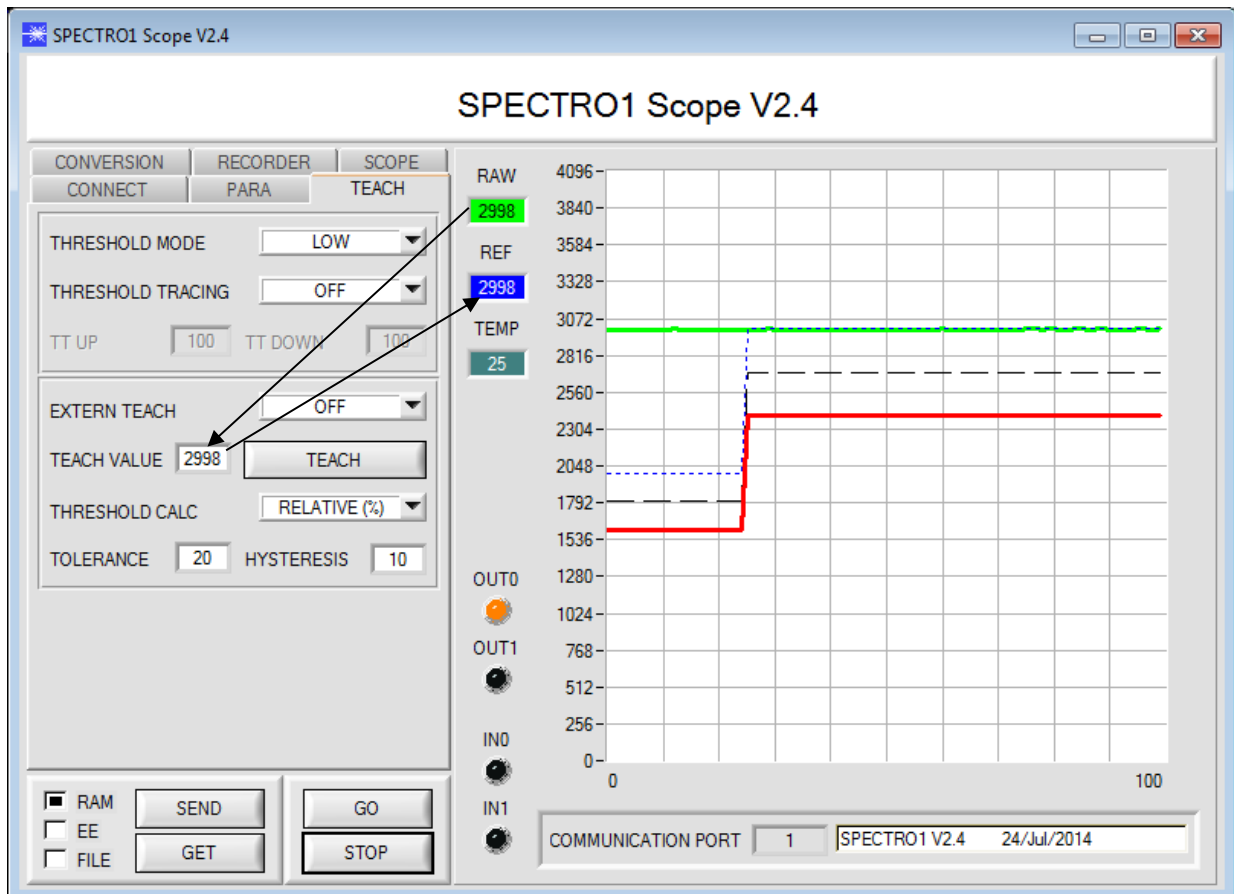 SPECTRO1 Scope V2.4
SPECTRO1 Scope V2.4
CONVERSION RECORDER SCOPE
CONNECT PARA TEACH
THRESHOLD MODE LOW
THRESHOLD TRACING OFF
TT UP 100 TT DOWN 100
EXTERN TEACH OFF
TEACH VALUE 2998 TEACH
THRESHOLD CALC RELATIVE (%)
TOLERANCE 20 HYSTERESIS 10
RAM
EE
FILE
SEND
GET
GO
STOP
RAW
2998
REF
2998
TEMP
25
OUT0
OUT1
IN0
IN1
4096
3840
3584
3328
3072
2816
2560
2304
2048
1792
1536
1280
1024
768
512
256
0
0 100
COMMUNICATION PORT 1 SPECTRO1 V2.4 24/Jul/2014